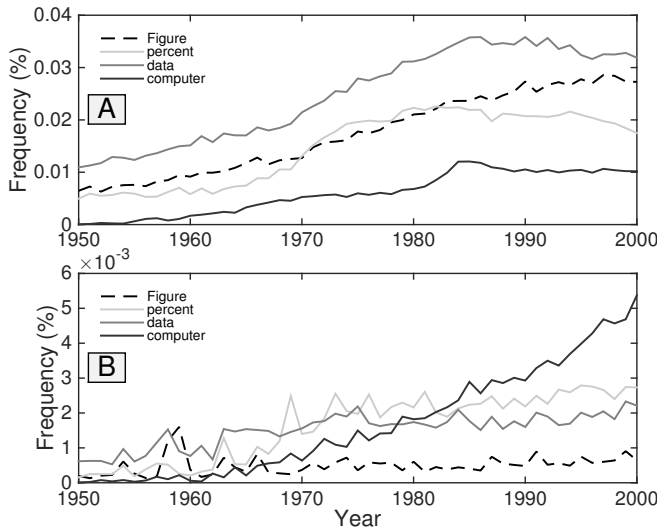 0.04
0.03
0.02
0.01
0
Frequency (%)
Figure
percent
data
computer
A
1950 1960 1970 1980 1990 2000
×10⁻³
6
5
4
3
2
1
0
Frequency (%)
Figure
percent
data
computer
B
1950 1960 1970 1980 1990 2000
Year